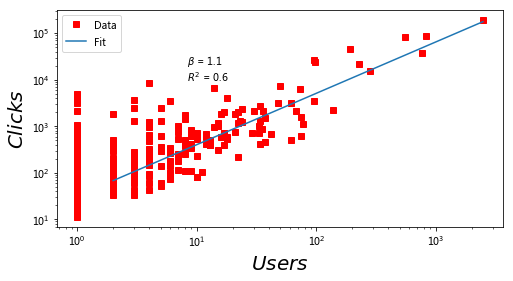 Data
Fit
β = 1.1
R² = 0.6
10⁵
10⁴
10³
10²
10¹
Clicks
10⁰ 10¹ 10² 10³
Users